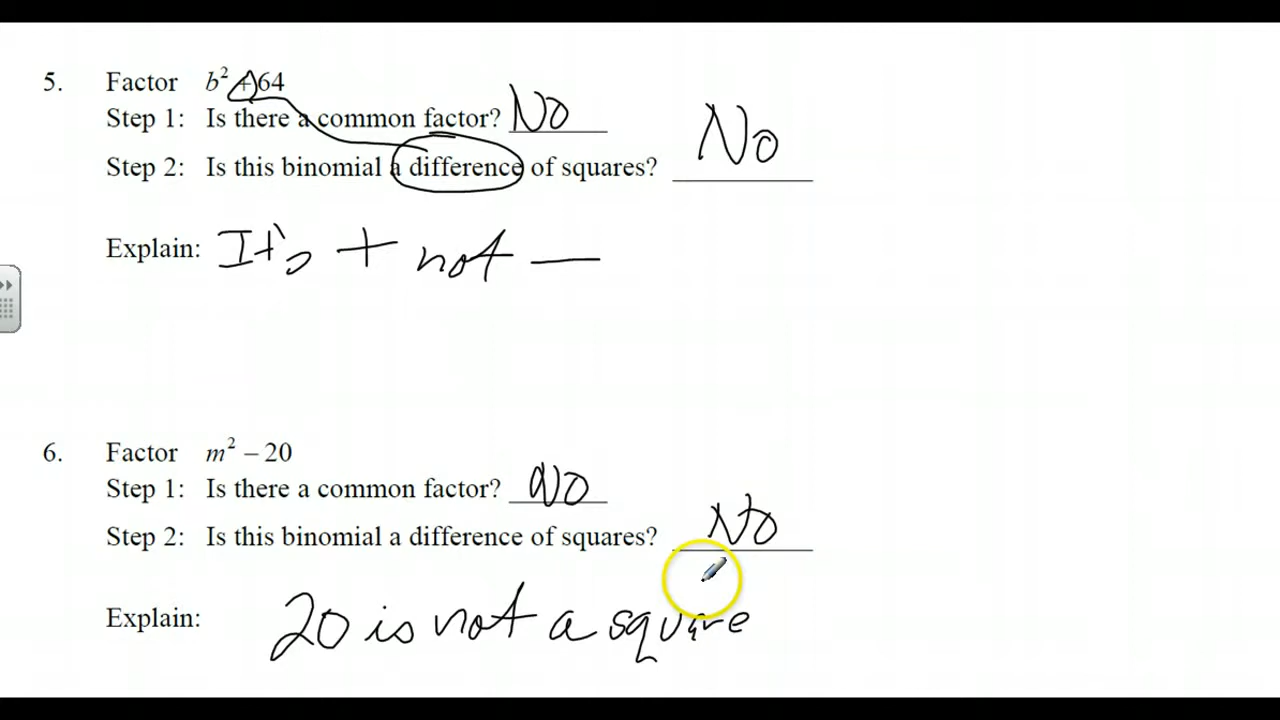 5. Factor b² + 64
Step 1: Is there a common factor? No
Step 2: Is this binomial a difference of squares? No
Explain: It's + not —
6. Factor m² – 20
Step 1: Is there a common factor? No
Step 2: Is this binomial a difference of squares? No
Explain: 20 is not a square